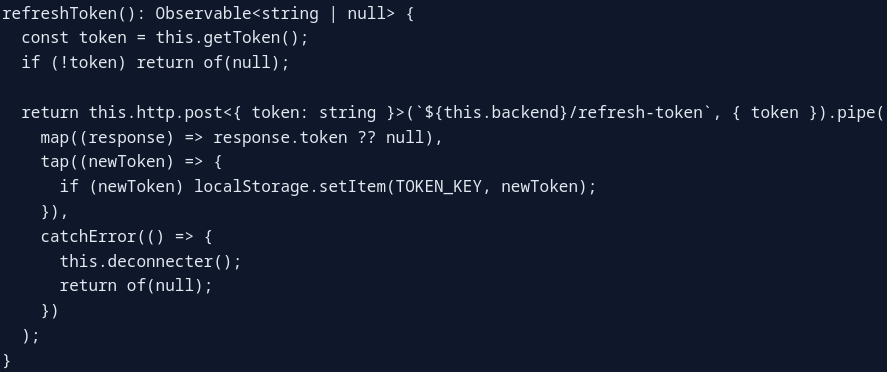 refreshToken(): Observable<string | null> {
  const token = this.getToken();
  if (!token) return of(null);

  return this.http.post<{ token: string }>(`${this.backend}/refresh-token`, { token }).pipe(
    map((response) => response.token ?? null),
    tap((newToken) => {
      if (newToken) localStorage.setItem(TOKEN_KEY, newToken);
    }),
    catchError(() => {
      this.deconnecter();
      return of(null);
    })
  );
}